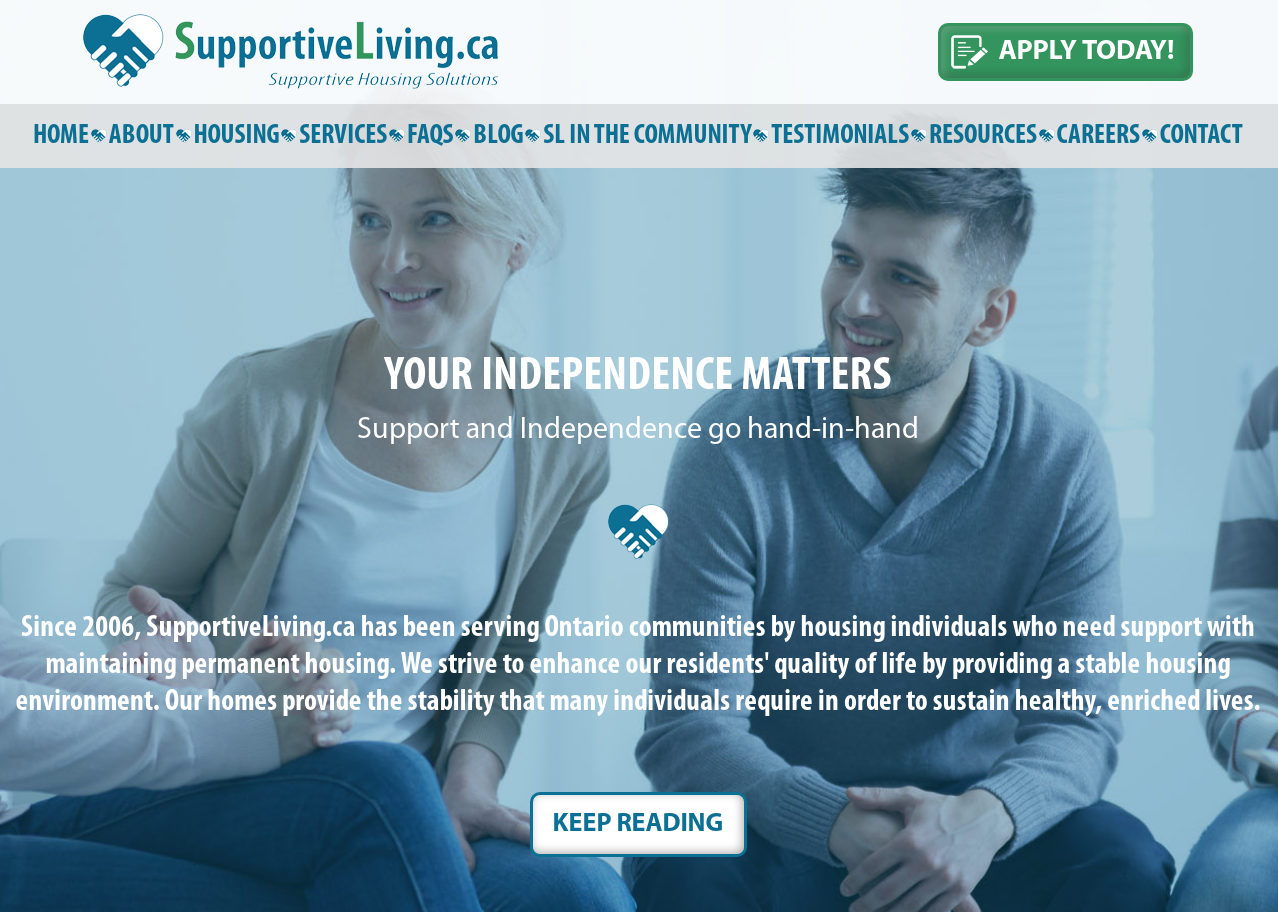 SupportiveLiving.ca
Supportive Housing Solutions
APPLY TODAY!
HOME ABOUT HOUSING SERVICES FAQS BLOG SL IN THE COMMUNITY TESTIMONIALS RESOURCES CAREERS CONTACT
YOUR INDEPENDENCE MATTERS
Support and Independence go hand-in-hand
Since 2006, SupportiveLiving.ca has been serving Ontario communities by housing individuals who need support with
maintaining permanent housing. We strive to enhance our residents' quality of life by providing a stable housing
environment. Our homes provide the stability that many individuals require in order to sustain healthy, enriched lives.
KEEP READING